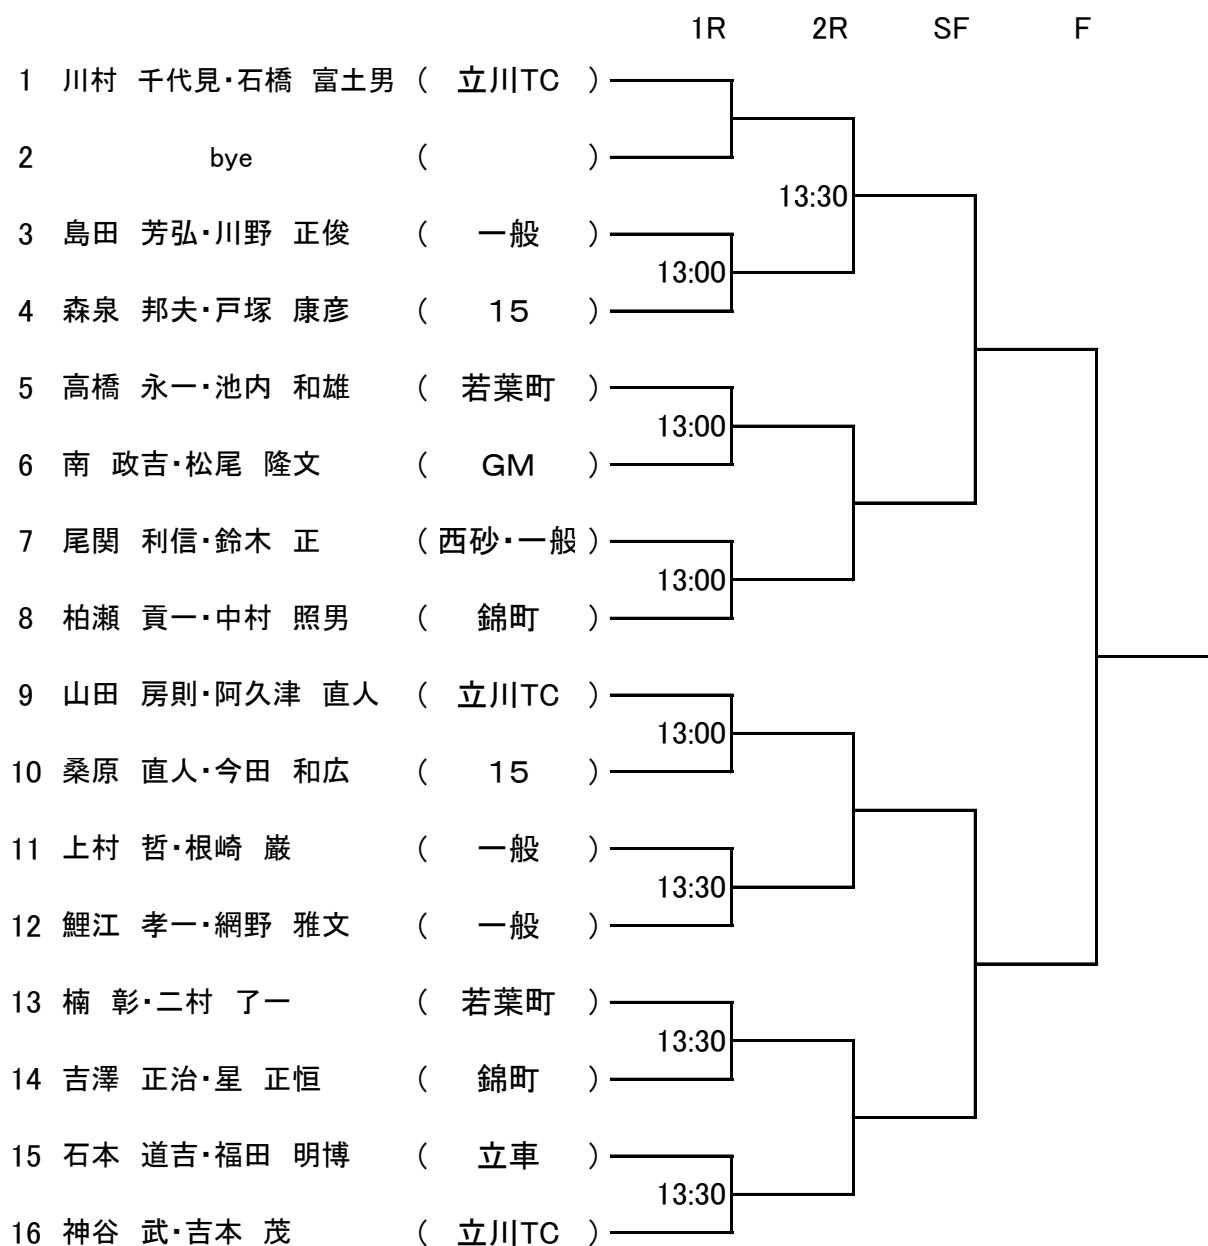 1R 2R SF F
1 川村 千代見・石橋 富士男 ( 立川TC )
2 bye ( )
13:30
3 島田 芳弘・川野 正俊 ( 一般 )
13:00
4 森泉 邦夫・戸塚 康彦 ( 15 )
5 高橋 永一・池内 和雄 ( 若葉町 )
13:00
6 南 政吉・松尾 隆文 ( GM )
7 尾関 利信・鈴木 正 ( 西砂・一般 )
13:00
8 柏瀬 貢一・中村 照男 ( 錦町 )
9 山田 房則・阿久津 直人 ( 立川TC )
13:00
10 桑原 直人・今田 和広 ( 15 )
11 上村 哲・根崎 巌 ( 一般 )
13:30
12 鯉江 孝一・網野 雅文 ( 一般 )
13 楠 彰・二村 了一 ( 若葉町 )
13:30
14 吉澤 正治・星 正恒 ( 錦町 )
15 石本 道吉・福田 明博 ( 立車 )
13:30
16 神谷 武・吉本 茂 ( 立川TC )